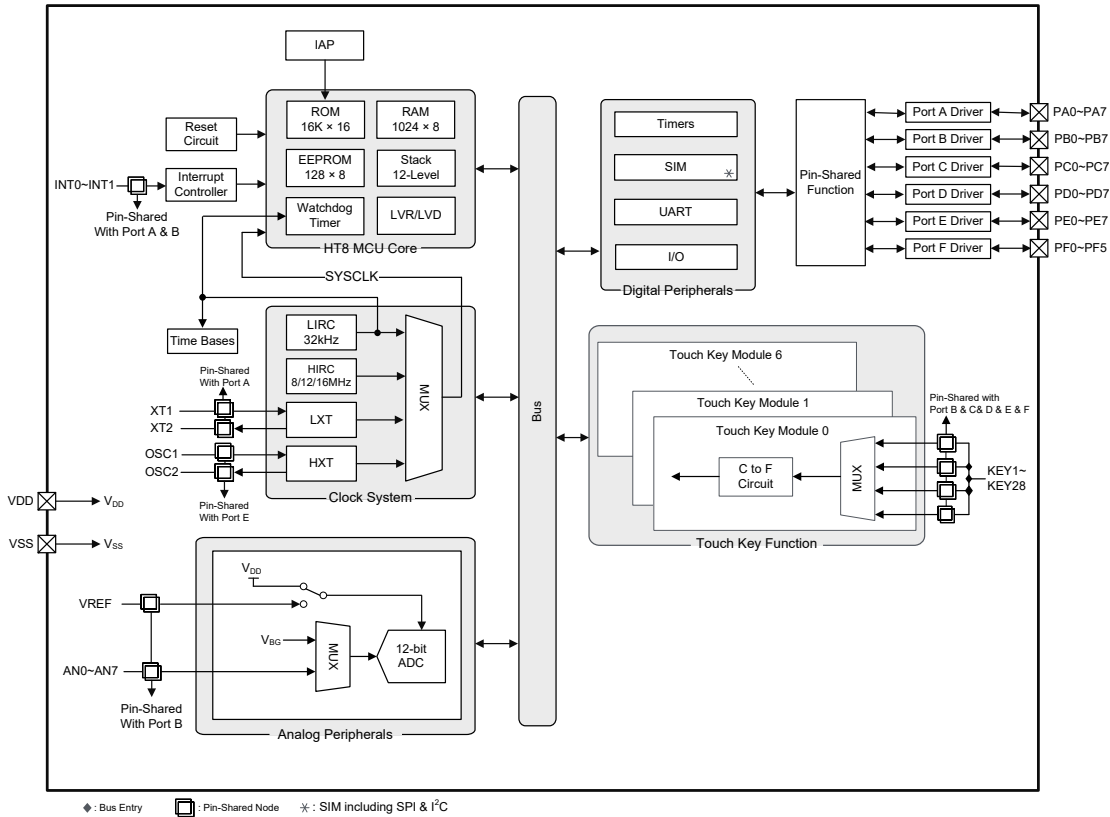 IAP
ROM
16K × 16
RAM
1024 × 8
EEPROM
128 × 8
Stack
12-Level
Watchdog
Timer
LVR/LVD
HT8 MCU Core
Reset
Circuit
INT0~INT1
Interrupt
Controller
Pin-Shared
With Port A & B
SYSCLK
Time Bases
LIRC
32kHz
HIRC
8/12/16MHz
LXT
HXT
MUX
Clock System
Pin-Shared
With Port A
XT1
XT2
OSC1
OSC2
Pin-Shared
With Port E
VDD
VDD
VSS
VSS
VREF
AN0~AN7
Pin-Shared
With Port B
VDD
VBG
MUX
12-bit
ADC
Analog Peripherals
Bus
Timers
SIM
UART
I/O
Digital Peripherals
Pin-Shared
Function
Port A Driver
PA0~PA7
Port B Driver
PB0~PB7
Port C Driver
PC0~PC7
Port D Driver
PD0~PD7
Port E Driver
PE0~PE7
Port F Driver
PF0~PF5
Touch Key Module 6
Touch Key Module 1
Touch Key Module 0
C to F
Circuit
MUX
Pin-Shared with
Port B & C& D & E & F
KEY1~
KEY28
Touch Key Function
: Bus Entry
: Pin-Shared Node
: SIM including SPI & I²C